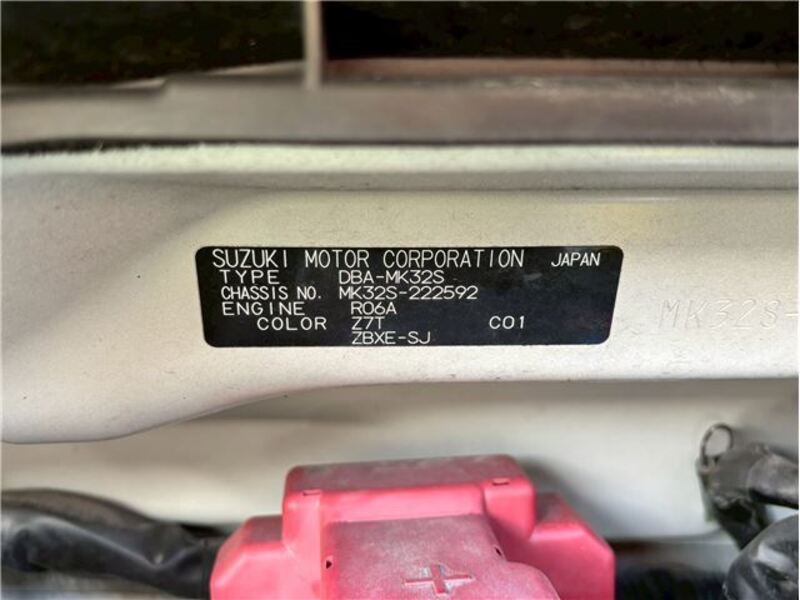 SUZUKI MOTOR CORPORATION JAPAN
TYPE DBA-MK32S
CHASSIS NO. MK32S-222592
ENGINE R06A
COLOR Z7T C01
ZBXE-SJ
MK32S-
+